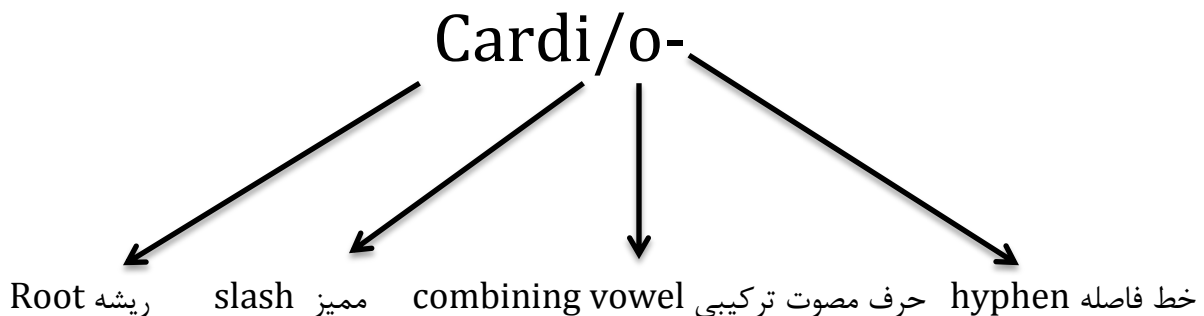 Cardi/o-
Root ریشه slash ممیز combining vowel حرف مصوت ترکیبی hyphen خط فاصله